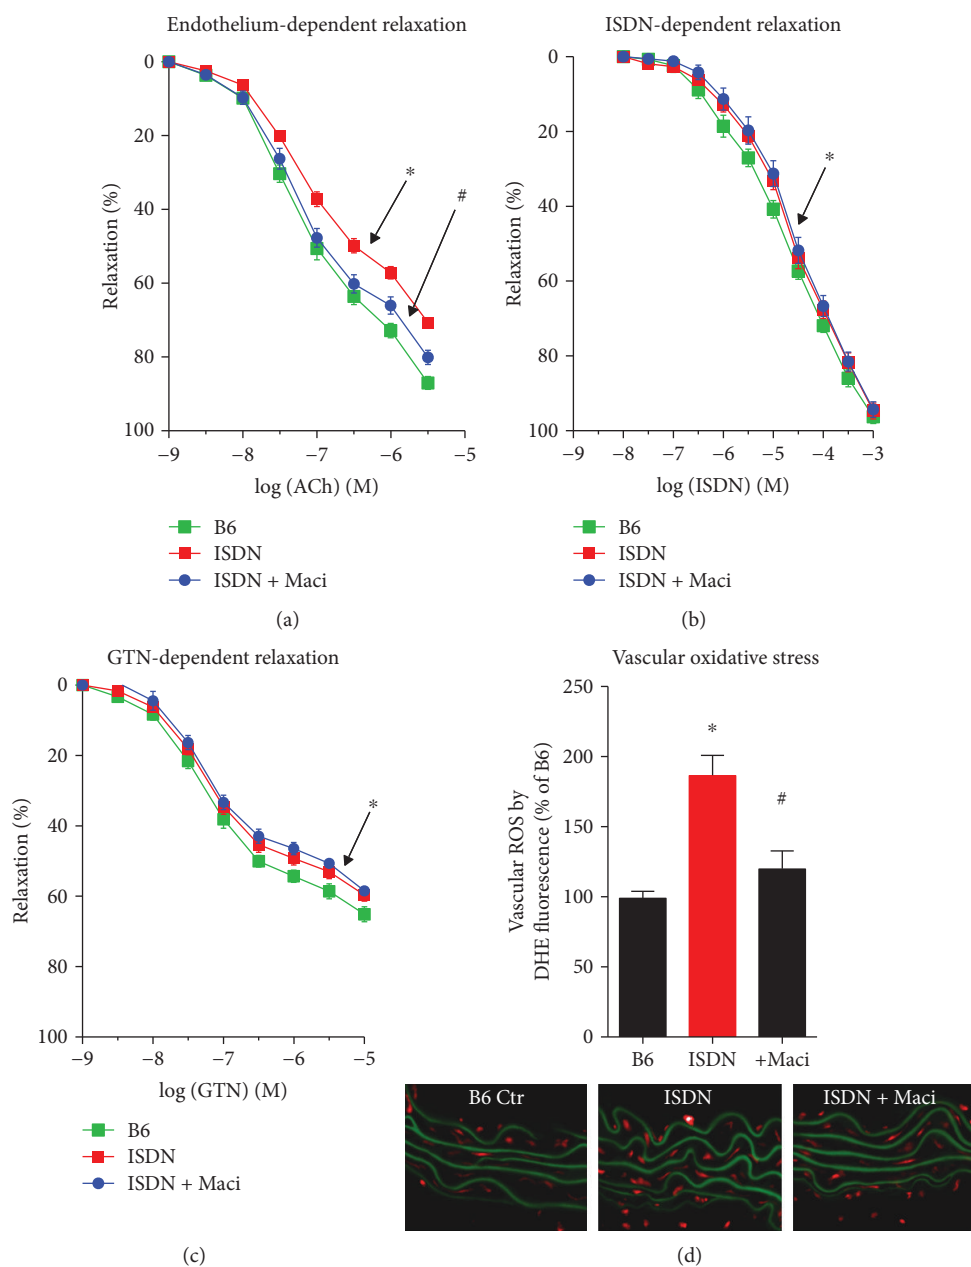 Endothelium-dependent relaxation
0
20
40
60
80
100
Relaxation (%)
*
#
−9
−8
−7
−6
−5
log (ACh) (M)
B6
ISDN
ISDN + Maci
(a)
ISDN-dependent relaxation
0
20
40
60
80
100
Relaxation (%)
*
−9
−8
−7
−6
−5
−4
−3
log (ISDN) (M)
B6
ISDN
ISDN + Maci
(b)
GTN-dependent relaxation
0
20
40
60
80
100
Relaxation (%)
*
−9
−8
−7
−6
−5
log (GTN) (M)
B6
ISDN
ISDN + Maci
(c)
Vascular oxidative stress
250
200
150
100
50
0
Vascular ROS by
DHE fluorescence (% of B6)
*
#
B6
ISDN
+Maci
B6 Ctr
ISDN
ISDN + Maci
(d)